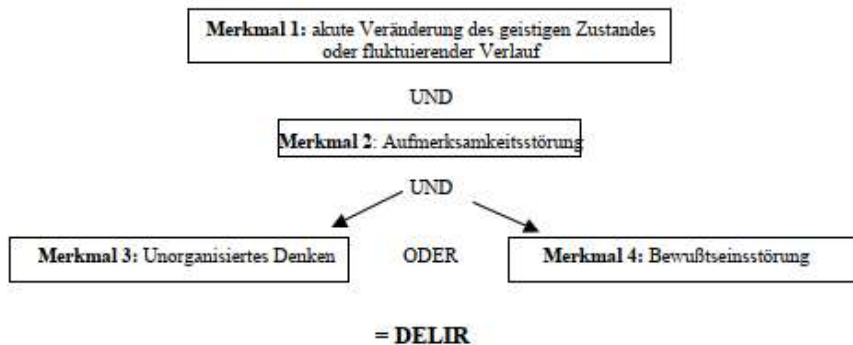 Merkmal 1: akute Veränderung des geistigen Zustandes
oder fluktuierender Verlauf
UND
Merkmal 2: Aufmerksamkeitsstörung
UND
Merkmal 3: Unorganisiertes Denken
ODER
Merkmal 4: Bewußtseinsstörung
= DELIR